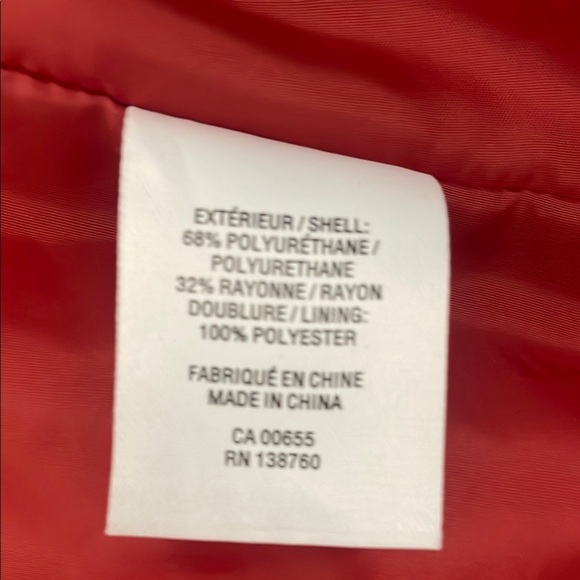 EXTÉRIEUR / SHELL:
68% POLYURÉTHANE /
POLYURETHANE
32% RAYONNE / RAYON
DOUBLURE / LINING:
100% POLYESTER
FABRIQUÉ EN CHINE
MADE IN CHINA
CA 00655
RN 138760